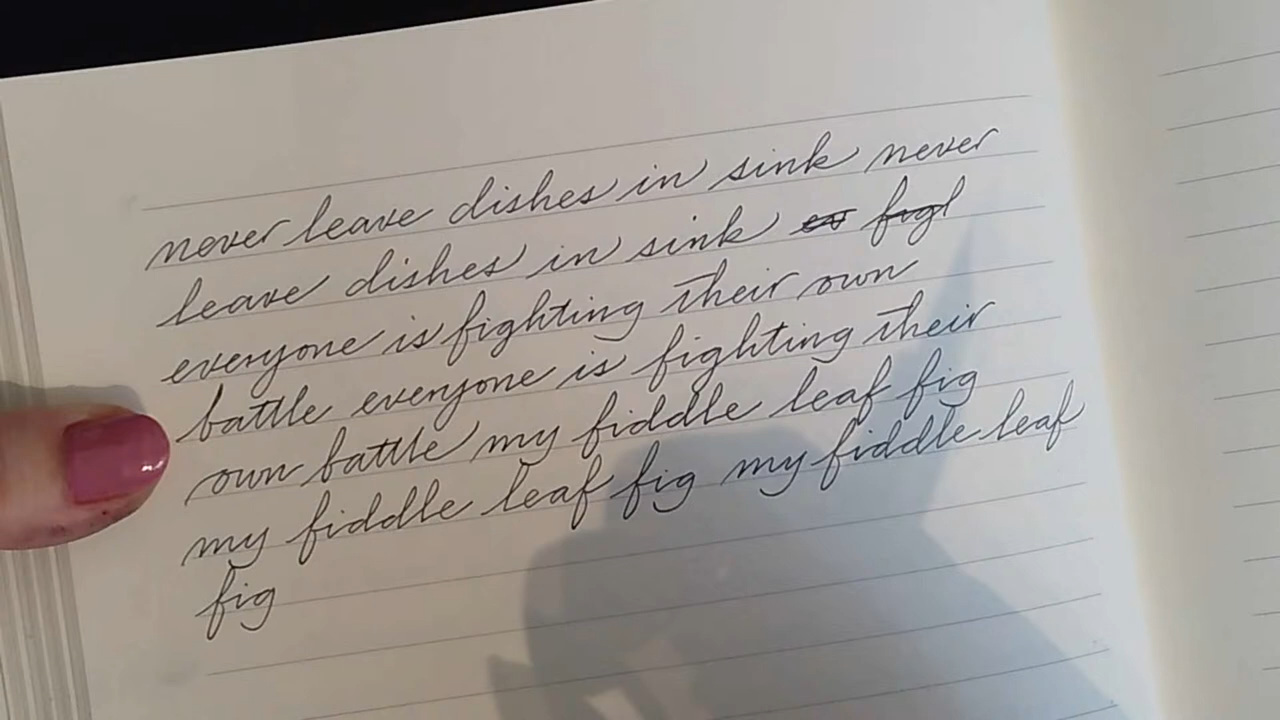 never leave dishes in sink never
leave dishes in sink
everyone is fighting their own
battle everyone is fighting their
own battle my fiddle leaf fig
my fiddle leaf fig my fiddle leaf
fig